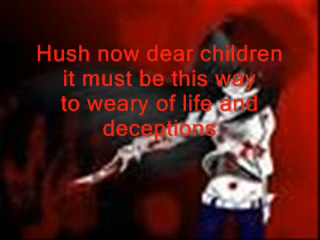 Hush now dear children
it must be this way
to weary of life and
deceptions